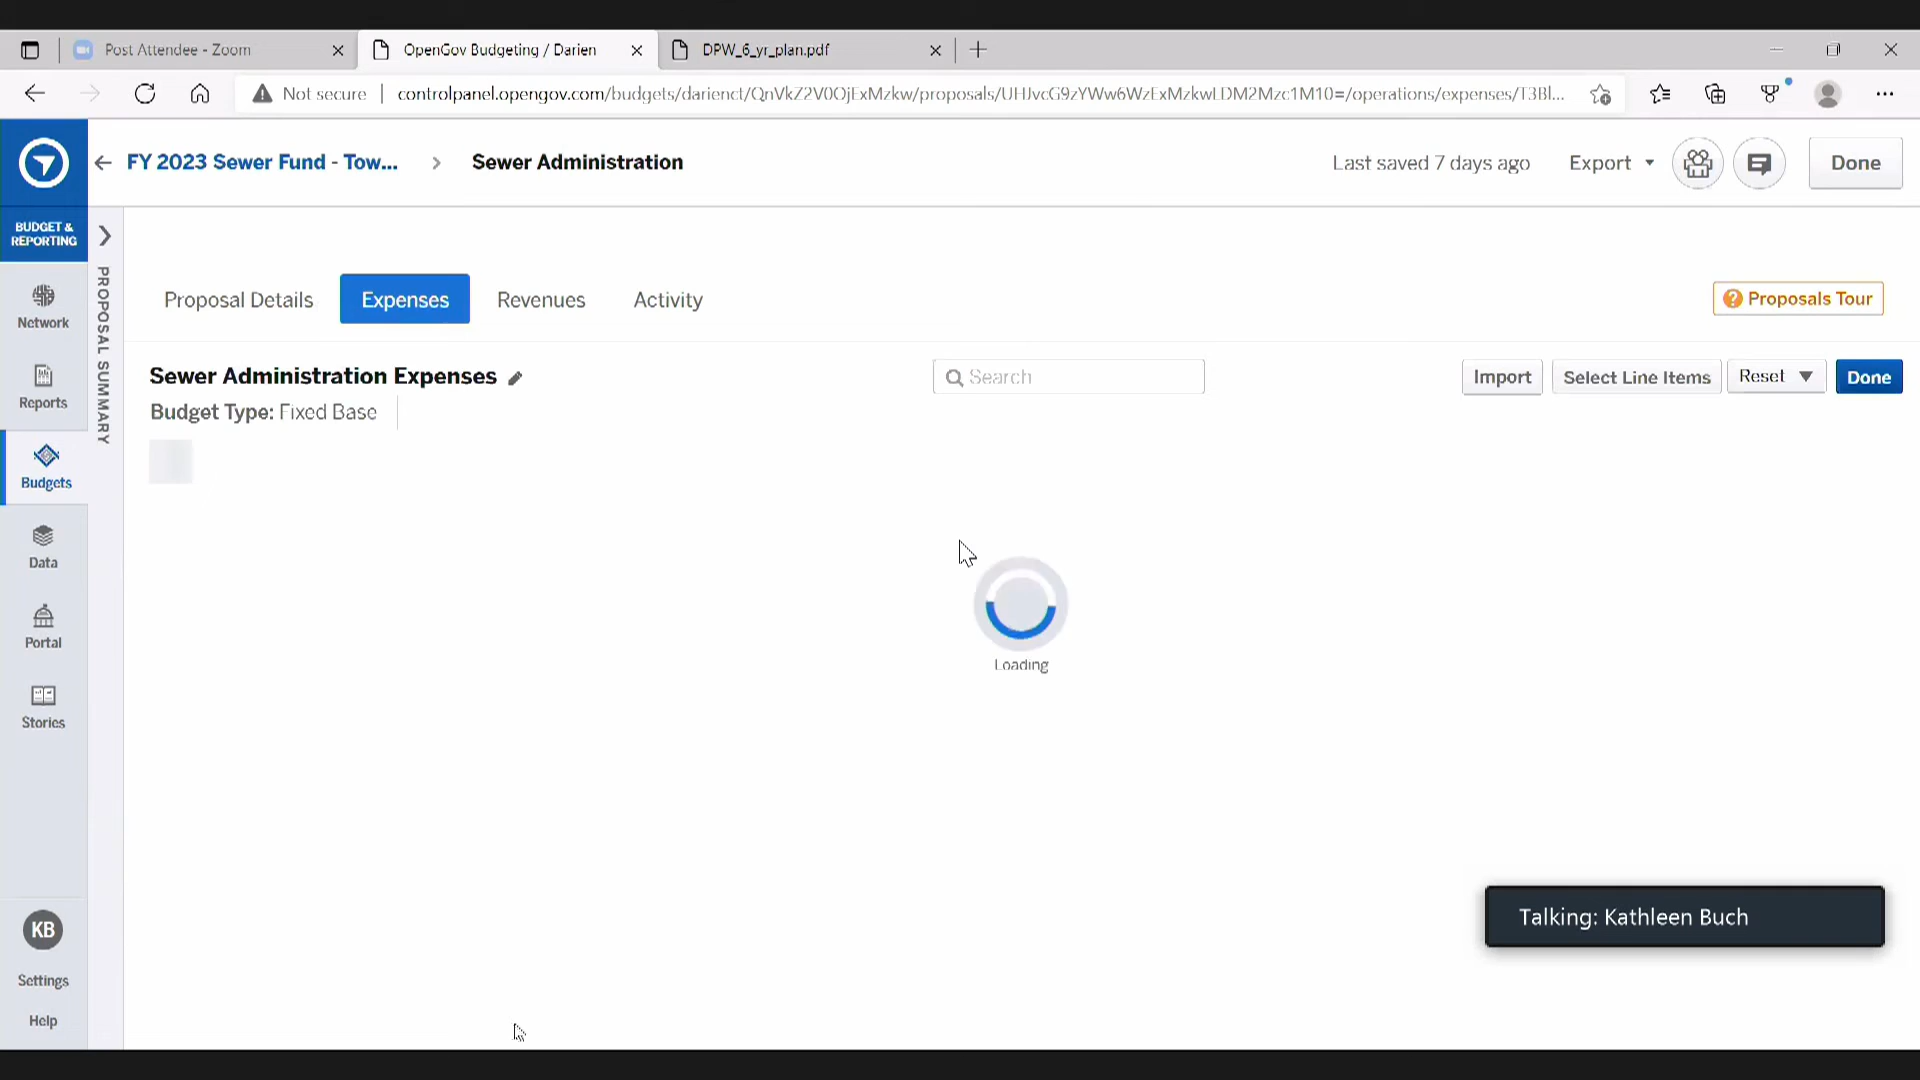 Post Attendee - Zoom
OpenGov Budgeting / Darien
DPW_6_yr_plan.pdf
Not secure
controlpanel.opengov.com/budgets/darienct/QnVkZ2V0OjExMzkw/proposals/UHJvcG9zYWw6WzExMzkwLDM2Mzc1M10=/operations/expenses/T3Bl...
FY 2023 Sewer Fund - Tow...
Sewer Administration
Last saved 7 days ago
Export
Done
BUDGET &
REPORTING
PROPOSAL SUMMARY
Proposal Details
Expenses
Revenues
Activity
Proposals Tour
Network
Sewer Administration Expenses
Search
Import
Select Line Items
Reset
Done
Budget Type: Fixed Base
Reports
Budgets
Data
Portal
Stories
Loading
Talking: Kathleen Buch
KB
Settings
Help